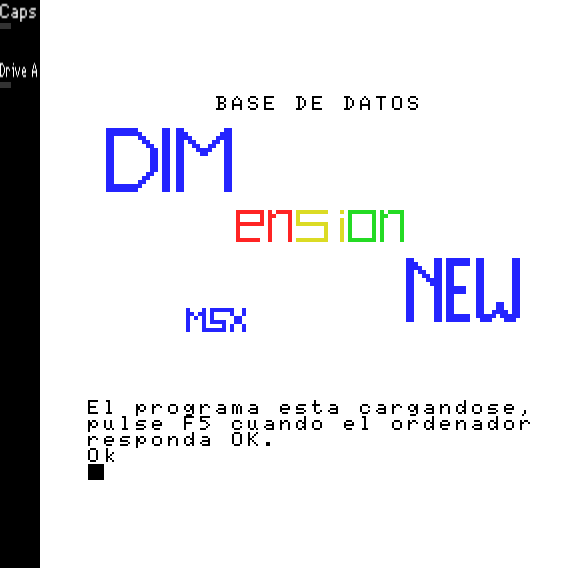 Caps
Drive A
BASE DE DATOS
DIM
ension
NEW
MSX
El programa esta cargandose,
pulse F5 cuando el ordenador
responda OK.
Ok